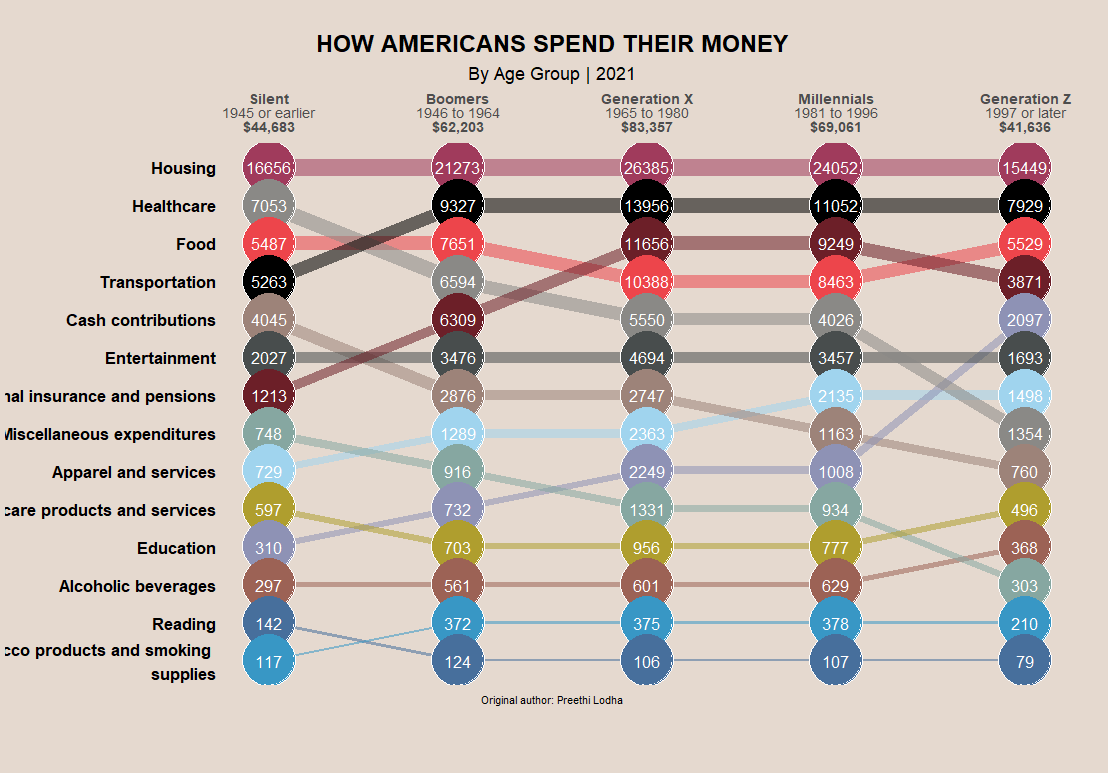 HOW AMERICANS SPEND THEIR MONEY
By Age Group | 2021
Silent Boomers Generation X Millennials Generation Z
1945 or earlier 1946 to 1964 1965 to 1980 1981 to 1996 1997 or later
$44,683 $62,203 $83,357 $69,061 $41,636
Housing 16656 21273 26385 24052 15449
Healthcare 7053 9327 13956 11052 7929
Food 5487 7651 11656 9249 5529
Transportation 5263 6594 10388 8463 3871
Cash contributions 4045 6309 5550 4026 2097
Entertainment 2027 3476 4694 3457 1693
nal insurance and pensions 1213 2876 2747 2135 1498
Miscellaneous expenditures 748 1289 2363 1163 1354
Apparel and services 729 916 2249 1008 760
care products and services 597 732 1331 934 496
Education 310 703 956 777 368
Alcoholic beverages 297 561 601 629 303
Reading 142 372 375 378 210
cco products and smoking
supplies 117 124 106 107 79
Original author: Preethi Lodha